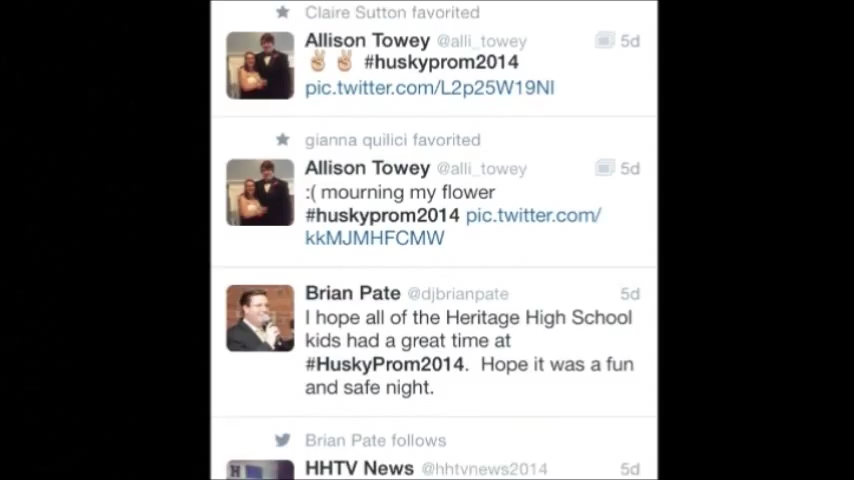 Claire Sutton favorited
Allison Towey @alli_towey 5d
✌✌ #huskyprom2014
pic.twitter.com/L2p25W19Nl
gianna quilici favorited
Allison Towey @alli_towey 5d
:( mourning my flower
#huskyprom2014 pic.twitter.com/
kkMJMHFCMW
Brian Pate @djbrianpate 5d
I hope all of the Heritage High School
kids had a great time at
#HuskyProm2014. Hope it was a fun
and safe night.
Brian Pate follows
H
HHTV News @hhtvnews2014 5d